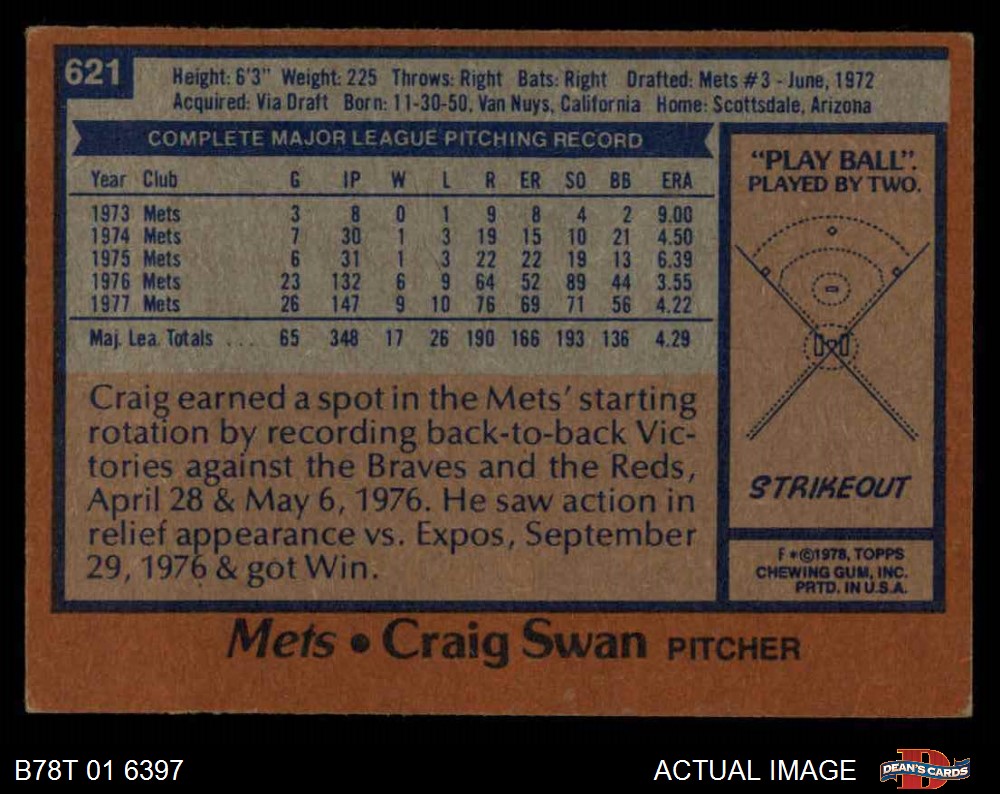 621
Height: 6'3" Weight: 225 Throws: Right Bats: Right Drafted: Mets #3 - June, 1972
Acquired: Via Draft Born: 11-30-50, Van Nuys, California Home: Scottsdale, Arizona
COMPLETE MAJOR LEAGUE PITCHING RECORD
Year Club G IP W L R ER SO BB ERA
1973 Mets 3 8 0 1 9 8 4 2 9.00
1974 Mets 7 30 1 3 19 15 10 21 4.50
1975 Mets 6 31 1 3 22 22 19 13 6.39
1976 Mets 23 132 6 9 64 52 89 44 3.55
1977 Mets 26 147 9 10 76 69 71 56 4.22
Maj. Lea. Totals ... 65 348 17 26 190 166 193 136 4.29
Craig earned a spot in the Mets' starting
rotation by recording back-to-back Vic-
tories against the Braves and the Reds,
April 28 & May 6, 1976. He saw action in
relief appearance vs. Expos, September
29, 1976 & got Win.
"PLAY BALL".
PLAYED BY TWO.
STRIKEOUT
F *©1978, TOPPS
CHEWING GUM, INC.
PRTD. IN U.S.A.
Mets • Craig Swan PITCHER
B78T 01 6397
ACTUAL IMAGE
DEAN'S CARDS